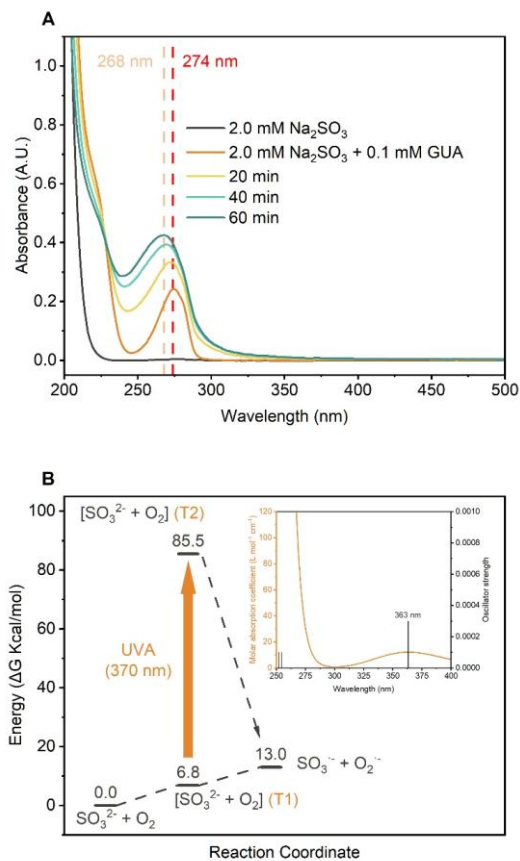 A
268 nm
274 nm
2.0 mM Na₂SO₃
2.0 mM Na₂SO₃ + 0.1 mM GUA
20 min
40 min
60 min
Absorbance (A.U.)
1.0
0.8
0.6
0.4
0.2
0.0
200 250 300 350 400 450 500
Wavelength (nm)
B
Energy (ΔG Kcal/mol)
100
80
60
40
20
0
[SO₃²⁻ + O₂] (T2)
85.5
UVA
(370 nm)
0.0
SO₃²⁻ + O₂
6.8
[SO₃²⁻ + O₂] (T1)
13.0
SO₃·⁻ + O₂·⁻
Reaction Coordinate
Molar absorption coefficient (L mol⁻¹ cm⁻¹)
120
100
80
60
40
20
0
363 nm
0.0010
0.0008
0.0006
0.0004
0.0002
0.0000
Oscillator strength
250 275 300 325 350 375 400
Wavelength (nm)